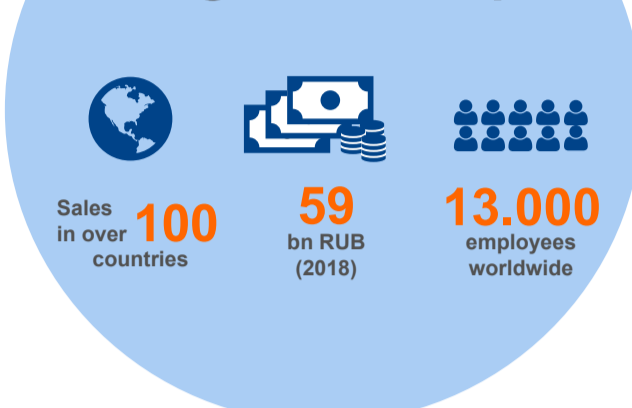 Sales
in over 100
countries
59
bn RUB
(2018)
13.000
employees
worldwide